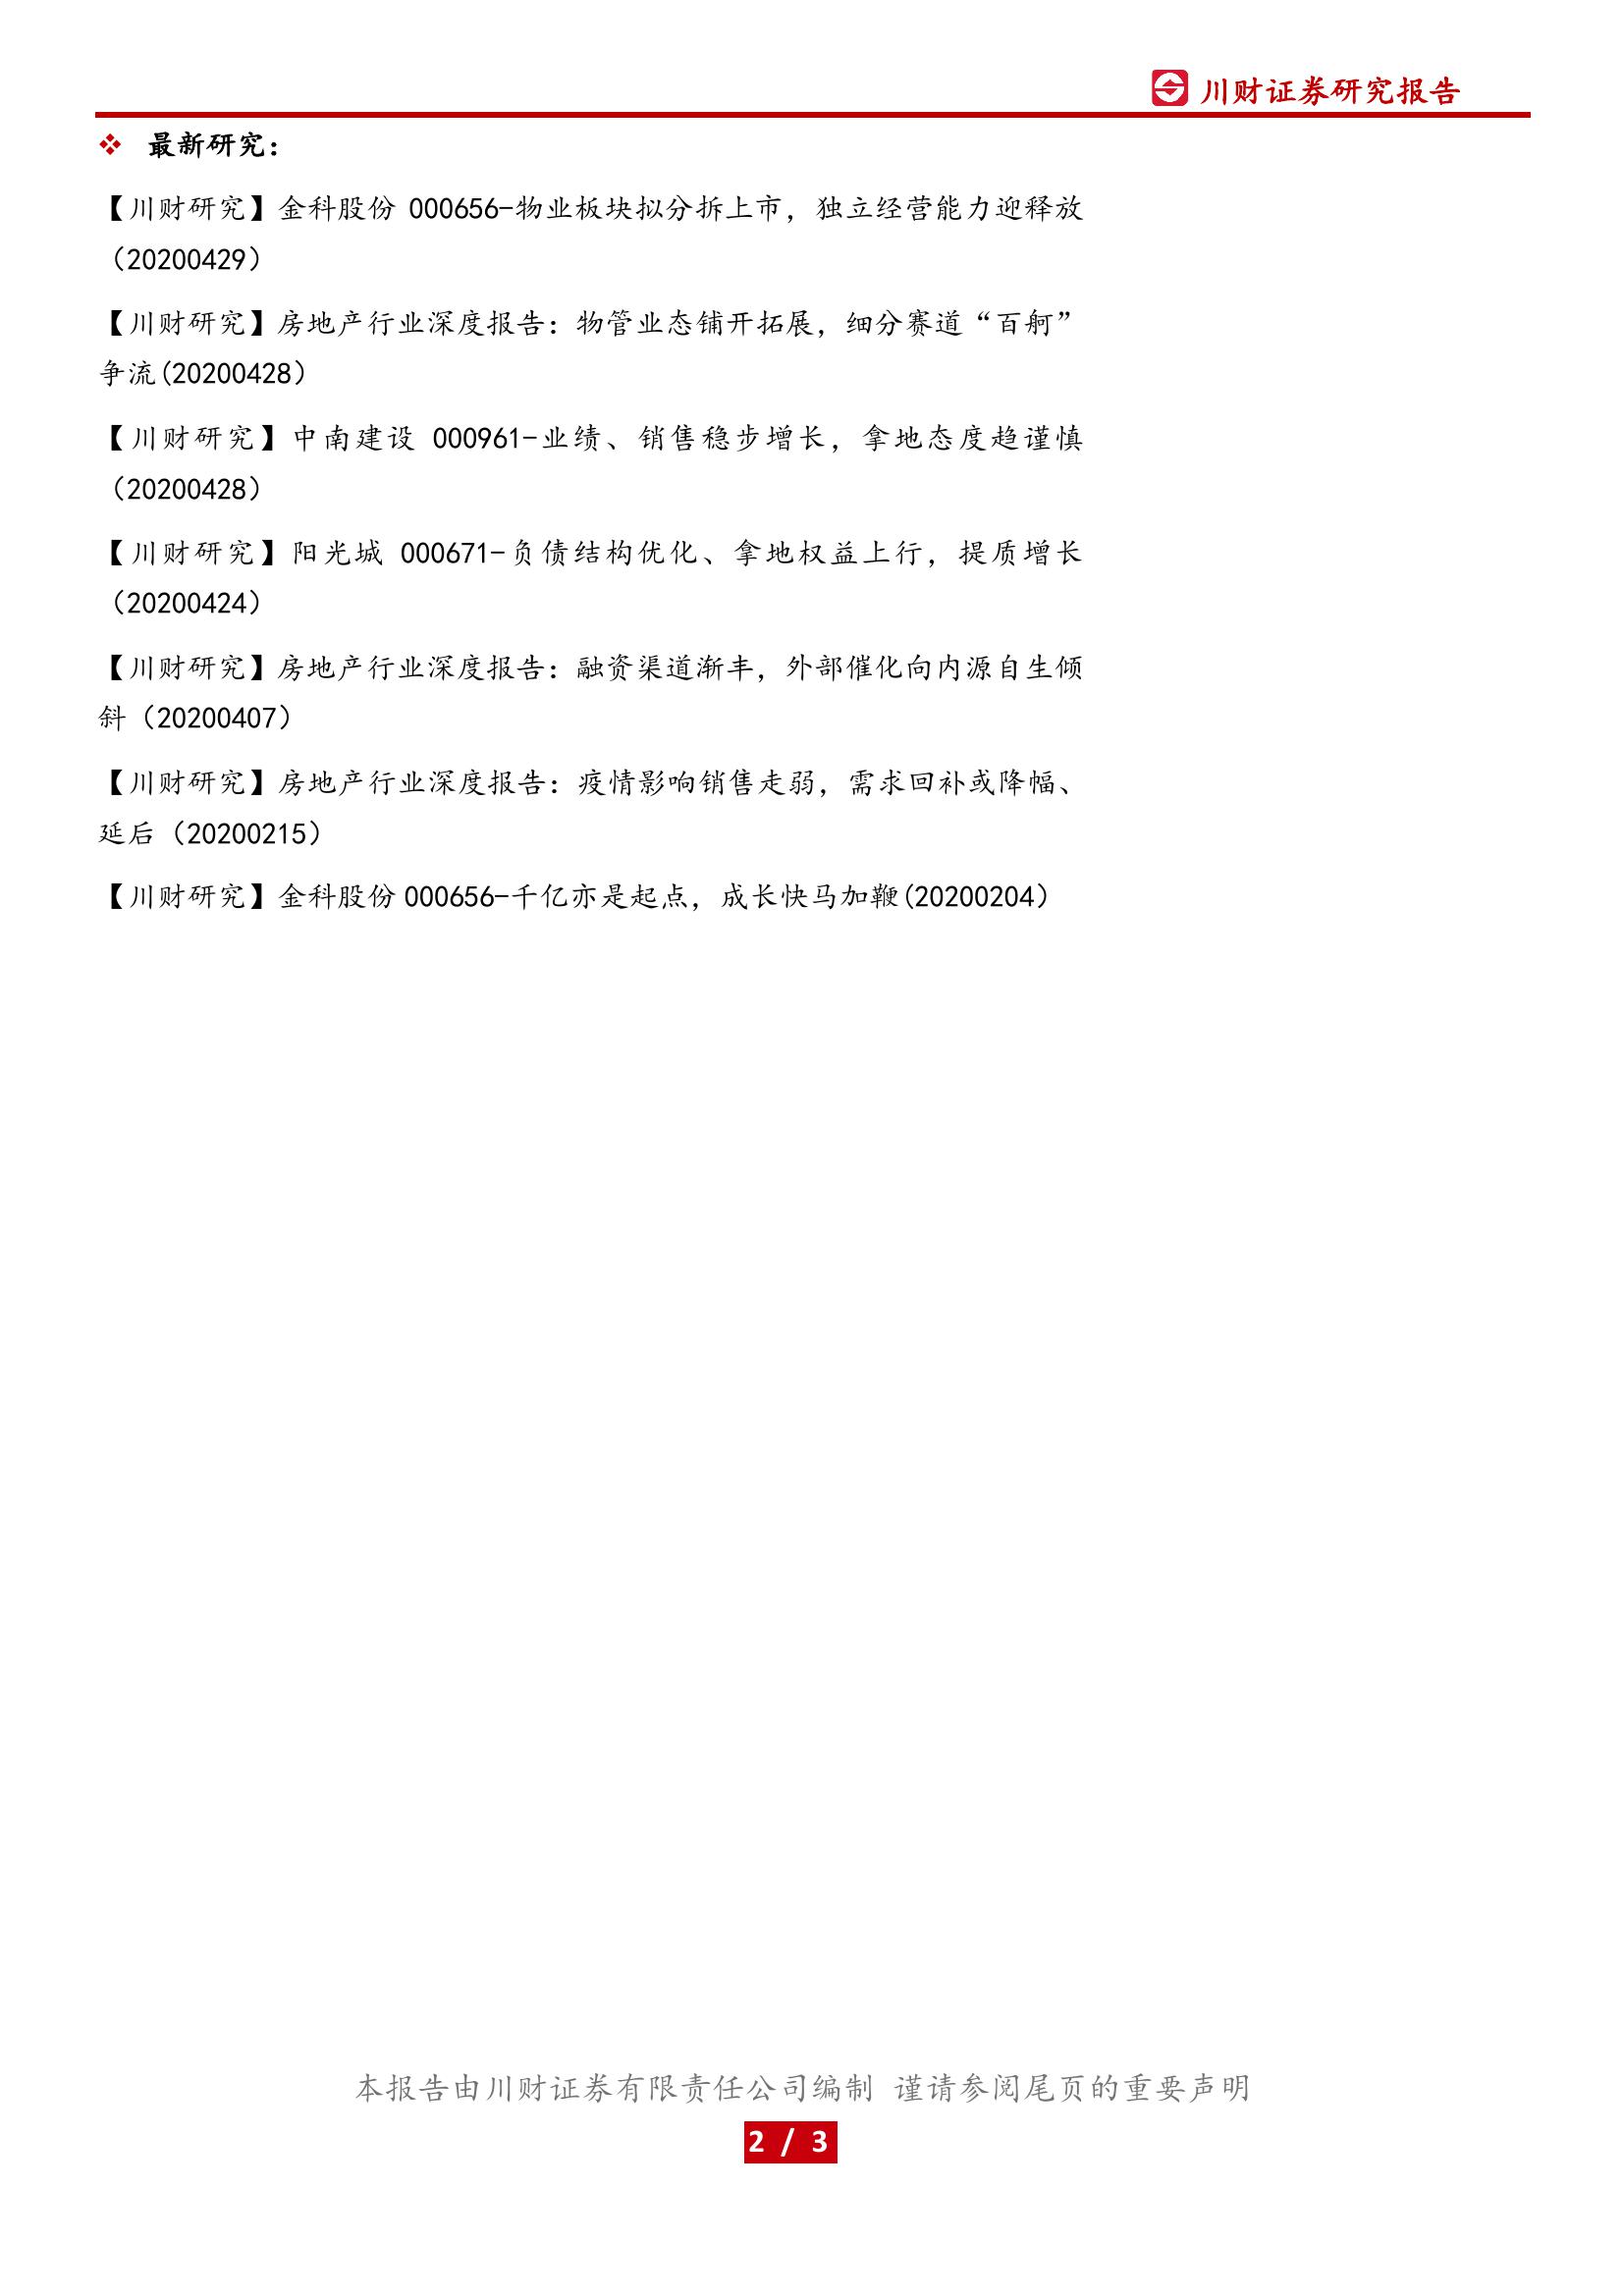 川财证券研究报告
❖ 最新研究：
【川财研究】金科股份 000656-物业板块拟分拆上市，独立经营能力迎释放
（20200429）
【川财研究】房地产行业深度报告：物管业态铺开拓展，细分赛道“百舸”
争流(20200428）
【川财研究】中南建设 000961-业绩、销售稳步增长，拿地态度趋谨慎
（20200428）
【川财研究】阳光城 000671-负债结构优化、拿地权益上行，提质增长
（20200424）
【川财研究】房地产行业深度报告：融资渠道渐丰，外部催化向内源自生倾
斜（20200407）
【川财研究】房地产行业深度报告：疫情影响销售走弱，需求回补或降幅、
延后（20200215）
【川财研究】金科股份 000656-千亿亦是起点，成长快马加鞭(20200204）
本报告由川财证券有限责任公司编制 谨请参阅尾页的重要声明
2 / 3